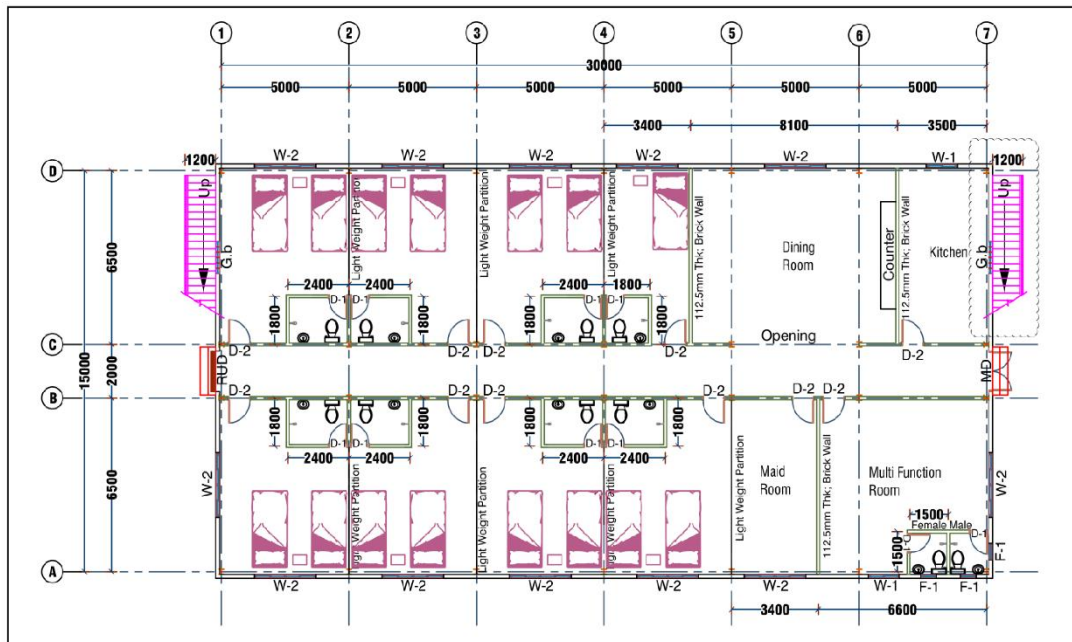 1 2 3 4 5 6 7
30000
5000 5000 5000 5000 5000 5000
3400 8100 3500
1200 W-2 W-2 W-2 W-2 W-2 W-1 1200
D
Up Up
Light Weight Partition Light Weight Partition Light Weight Partition 112.5mm Thk; Brick Wall 112.5mm Thk; Brick Wall
Dining
Room
Counter
Kitchen
G.b G.b
6500
2400 2400 2400 1800
D-1 D-1 D-1 D-1
1800 1800 1800 1800
Opening
C
D-2 D-2 D-2 D-2 D-2
15000 2000
RUD MD
D-2 D-2 D-2 D-2 D-2 D-2
B
1800 1800 1800 1800
D-1 D-1 D-1 D-1
2400 2400 2400 2400
6500
W-2 W-2
Light Weight Partition Light Weight Partition Light Weight Partition Light Weight Partition 112.5mm Thk; Brick Wall
Maid
Room
Multi Function
Room
1500
Female Male
1500 D-1
F-1
A
W-2 W-2 W-2 W-2 W-2 W-1 F-1 F-1
3400 6600